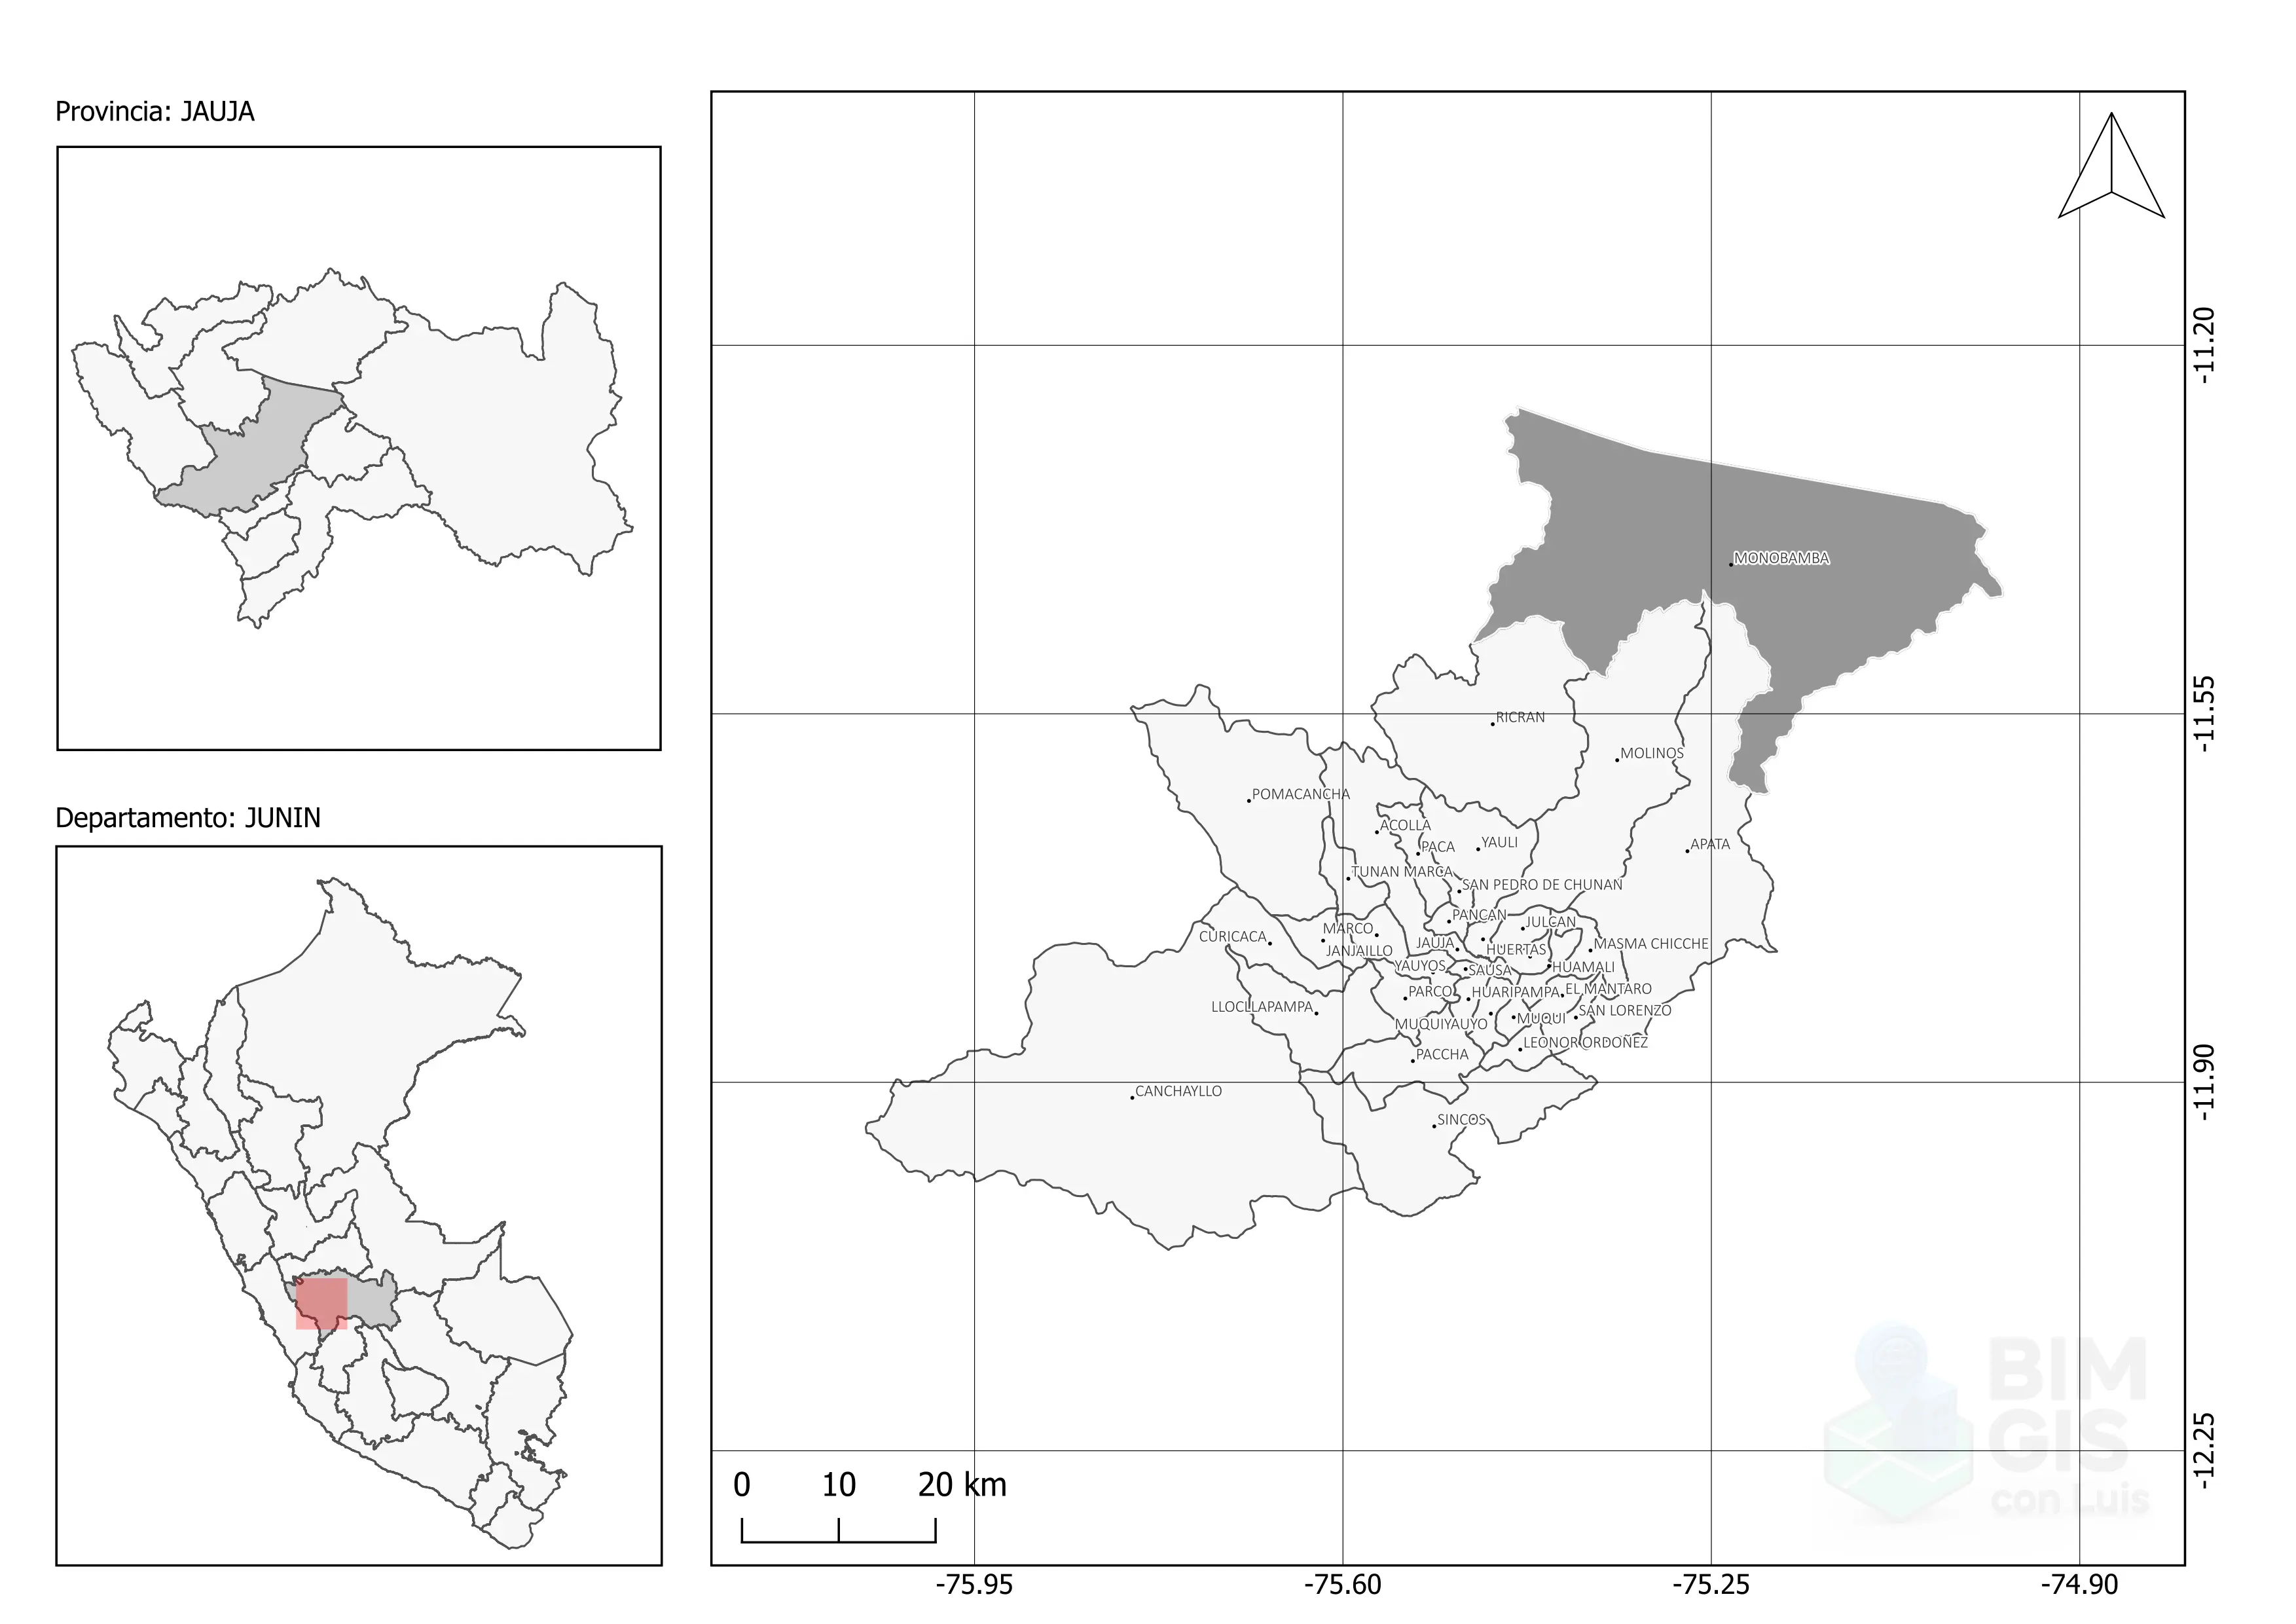 Provincia: JAUJA
Departamento: JUNIN
MONOBAMBA
RICRAN
MOLINOS
POMACANCHA
ACOLLA
YAULI
PACA
APATA
TUNAN MARCA
SAN PEDRO DE CHUNAN
PANCAN
JULCAN
MARCO
CURICACA
JAUJA
MASMA CHICCHE
JANJAILLO
HUERTAS
YAUYOS
SAUSA
HUAMALI
PARCO
HUARIPAMPA
EL MANTARO
LLOCLLAPAMPA
SAN LORENZO
MUQUIYAUYO
MUQUI
LEONOR ORDOÑEZ
PACCHA
CANCHAYLLO
SINCOS
-11.20
-11.55
-11.90
-12.25
0 10 20 km
-75.95 -75.60 -75.25 -74.90
BIM
GIS
con Luis